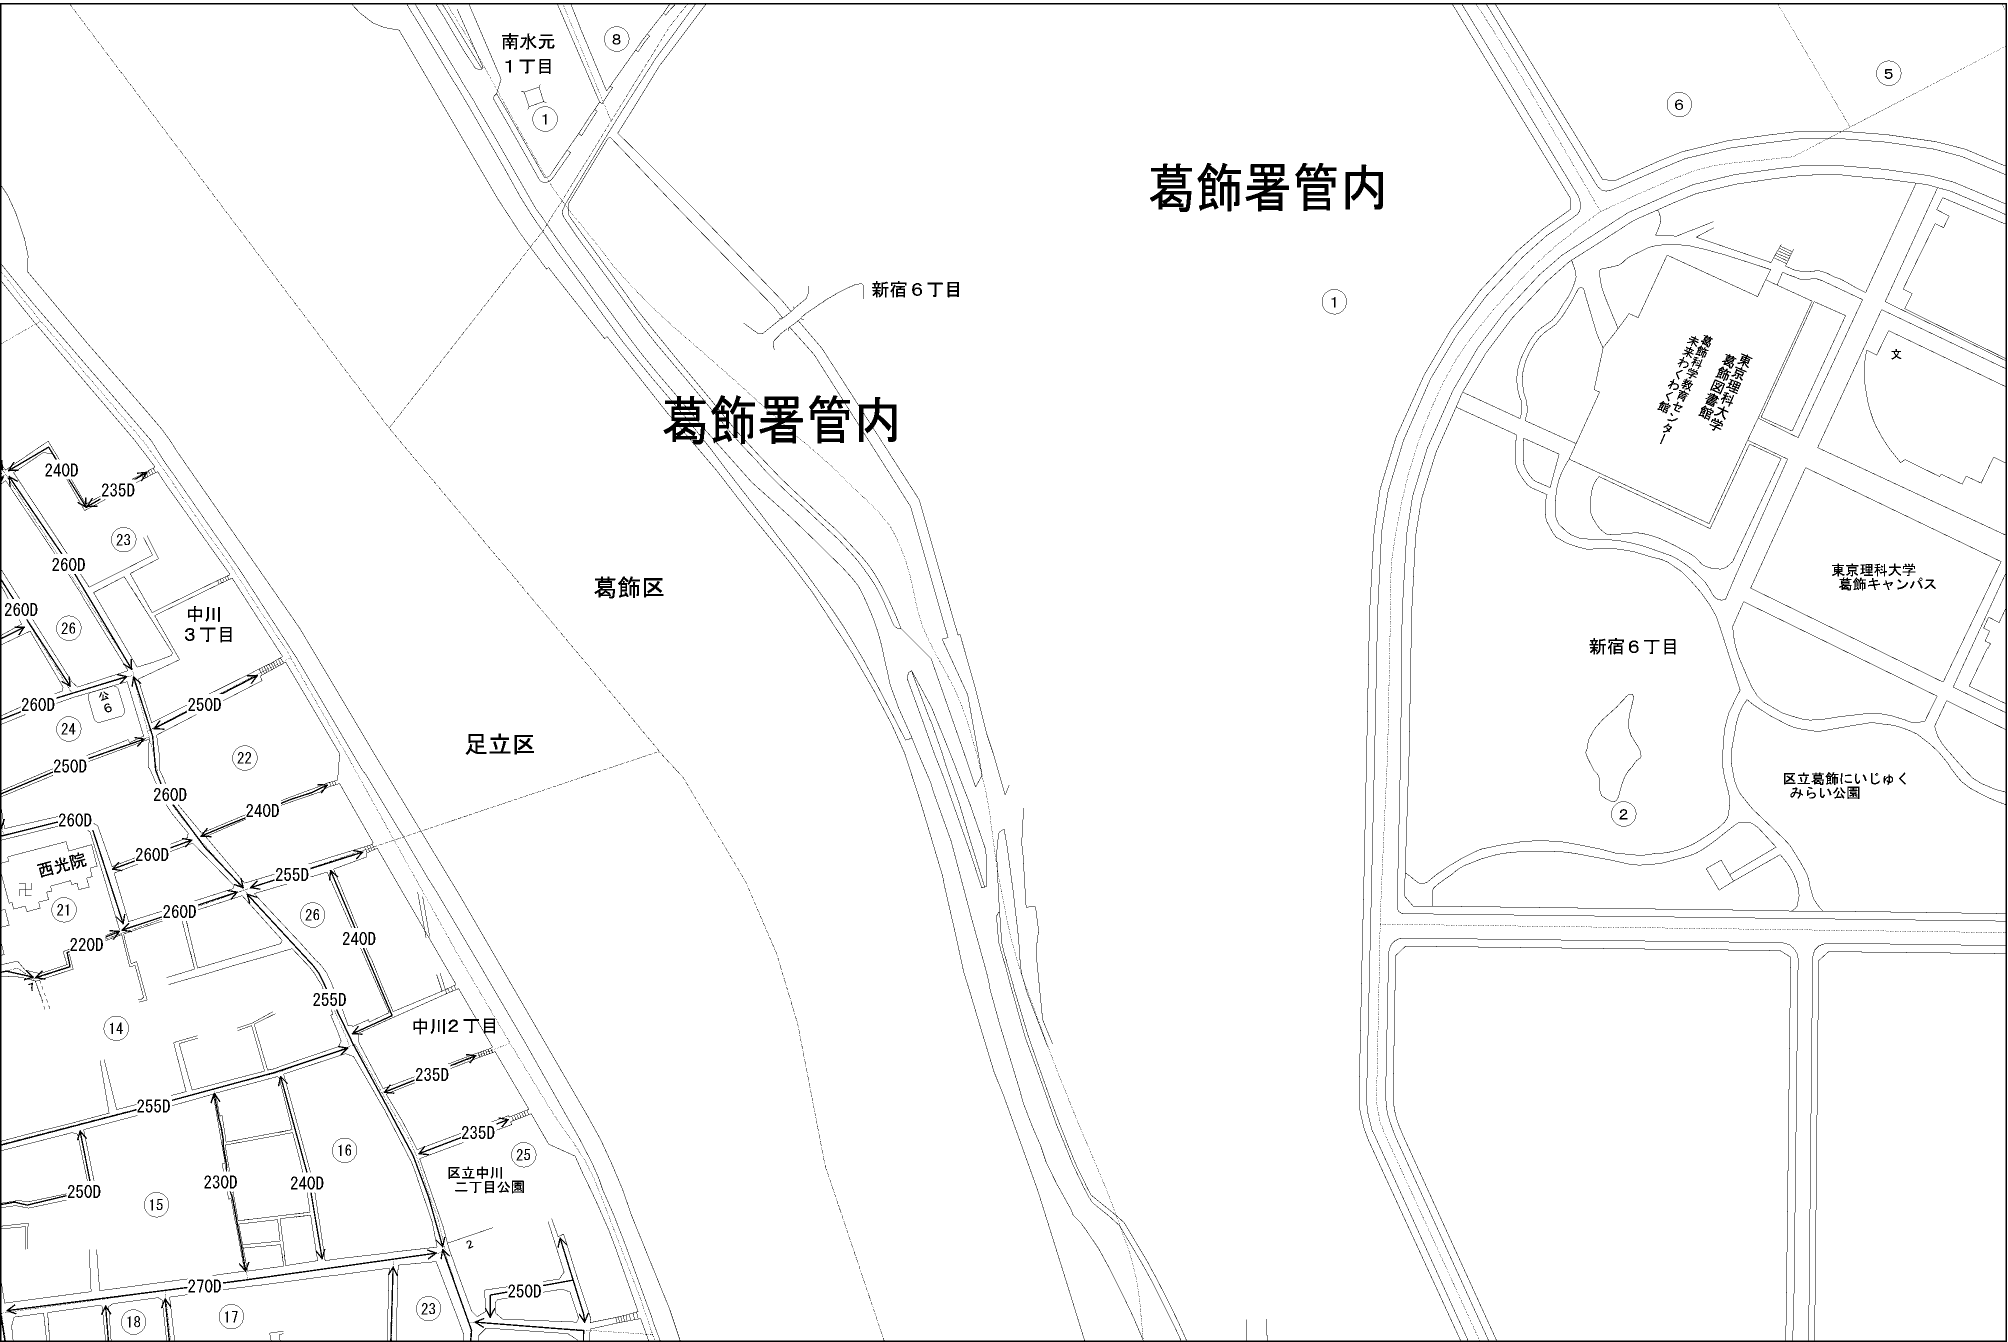 南水元
１丁目
8
1
5
6
葛飾署管内
新宿６丁目
1
東京理科大学
葛飾図書館
葛飾科学教育センター
未来わくわく館
文
葛飾署管内
240D
235D
23
260D
葛飾区
東京理科大学
葛飾キャンパス
260D
26
中川
３丁目
新宿６丁目
260D
公
6
250D
24
足立区
250D
22
区立葛飾にいじゅく
みらい公園
260D
240D
2
260D
260D
西光院
卍
255D
21
260D
26
220D
240D
7
255D
14
中川２丁目
235D
255D
235D
16
25
区立中川
二丁目公園
250D
230D
240D
15
2
270D
250D
18
17
23